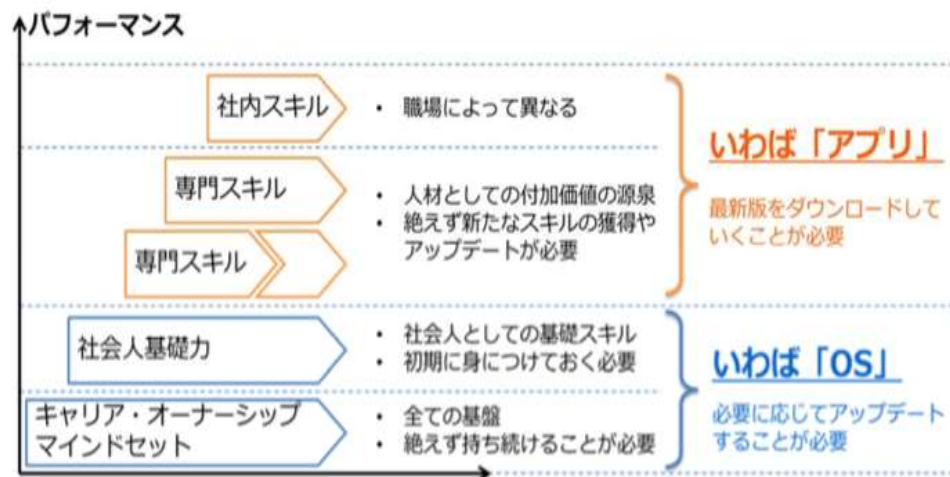 パフォーマンス
社内スキル
• 職場によって異なる
専門スキル
専門スキル
• 人材としての付加価値の源泉
• 絶えず新たなスキルの獲得や
アップデートが必要
いわば「アプリ」
最新版をダウンロードして
いくことが必要
社会人基礎力
• 社会人としての基礎スキル
• 初期に身につけておく必要
キャリア・オーナーシップ
マインドセット
• 全ての基盤
• 絶えず持ち続けることが必要
いわば「OS」
必要に応じてアップデート
することが必要